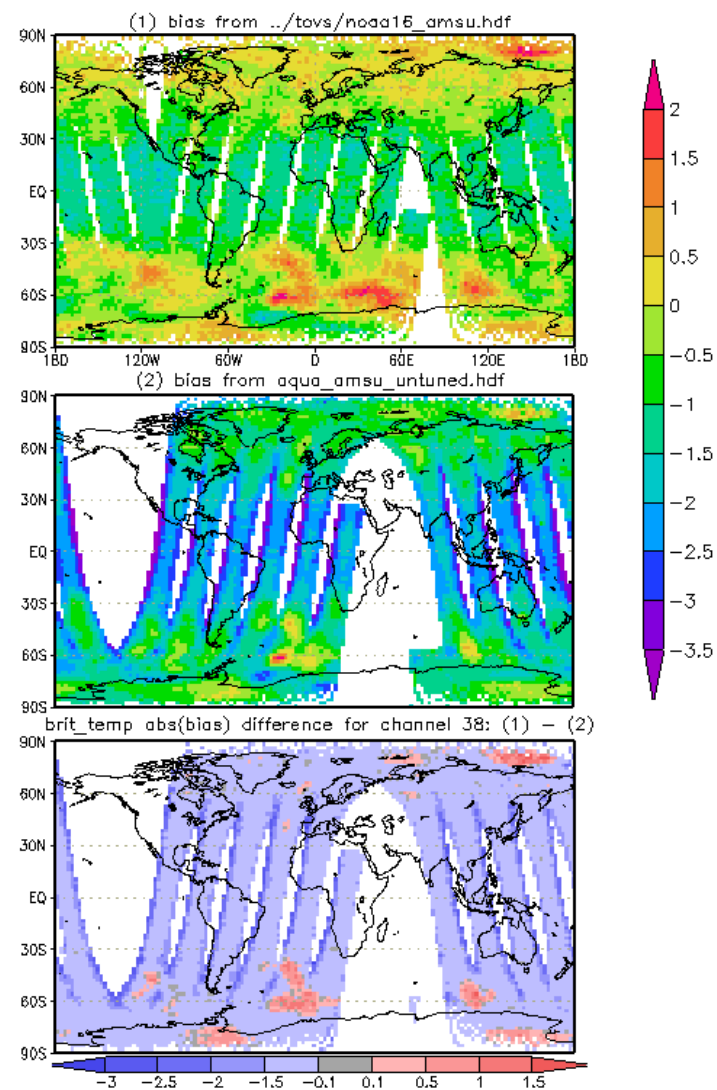 (1) bias from ../tovs/noaa16_amsu.hdf
90N
60N
30N
EQ
30S
60S
90S
180 120W 60W 0 60E 120E 180
2
1.5
1
0.5
0
-0.5
-1
-1.5
-2
-2.5
-3
-3.5
(2) bias from aqua_amsu_untuned.hdf
90N
60N
30N
EQ
30S
60S
90S
brit_temp abs(bias) difference for channel 38: (1) - (2)
90N
60N
30N
EQ
30S
60S
90S
-3 -2.5 -2 -1.5 -0.1 0.1 0.5 1 1.5